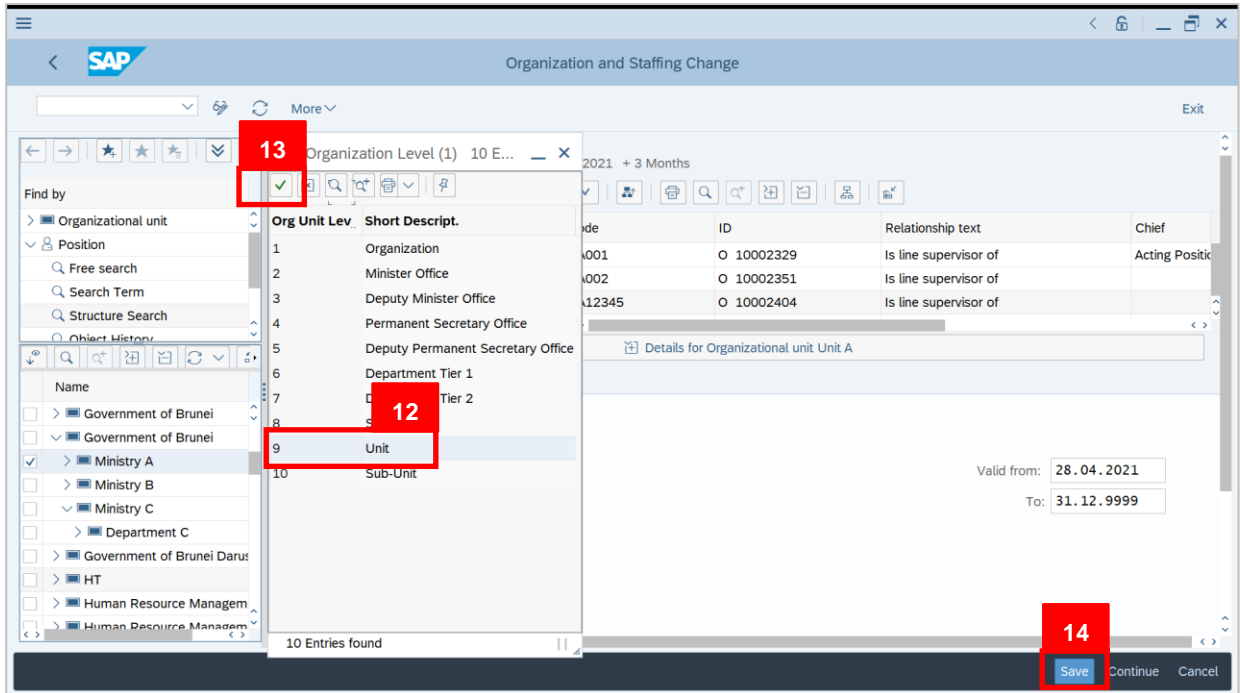 SAP
Organization and Staffing Change
More
Exit
13
Organization Level (1) 10 E...
2021 + 3 Months
Find by
Organizational unit
Position
Free search
Search Term
Structure Search
Object History
Org Unit Lev Short Descript.
1 Organization
2 Minister Office
3 Deputy Minister Office
4 Permanent Secretary Office
5 Deputy Permanent Secretary Office
6 Department Tier 1
7 Tier 2
8
12
9 Unit
10 Sub-Unit
10 Entries found
ID Relationship text Chief
O 10002329 Is line supervisor of Acting
O 10002351 Is line supervisor of
12345 O 10002404 Is line supervisor of
Details for Organizational unit Unit A
Name
Government of Brunei
Government of Brunei
Ministry A
Ministry B
Ministry C
Department C
Government of Brunei
HT
Human Resource
Human Resource
Valid from: 28.04.2021
To: 31.12.9999
14
Save Continue Cancel